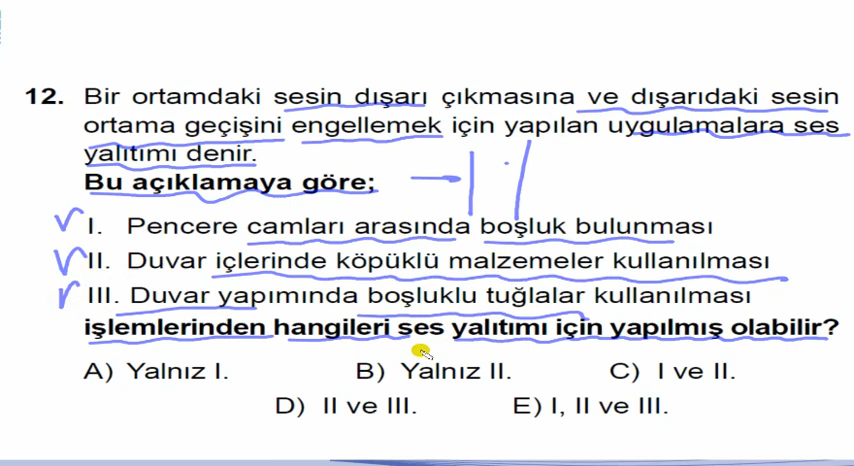 12. Bir ortamdaki sesin dışarı çıkmasına ve dışarıdaki sesin
ortama geçişini engellemek için yapılan uygulamalara ses
yalıtımı denir.
Bu açıklamaya göre;
I. Pencere camları arasında boşluk bulunması
II. Duvar içlerinde köpüklü malzemeler kullanılması
III. Duvar yapımında boşluklu tuğlalar kullanılması
işlemlerinden hangileri ses yalıtımı için yapılmış olabilir?
A) Yalnız I. B) Yalnız II. C) I ve II.
D) II ve III. E) I, II ve III.